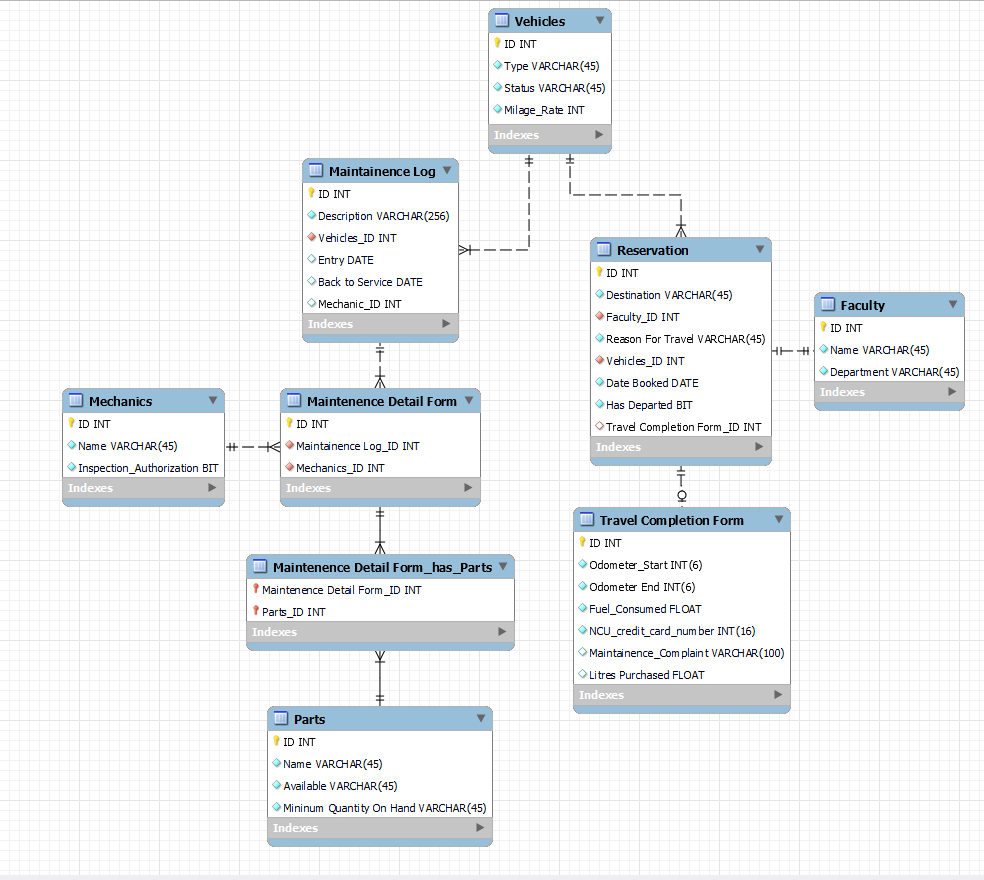 Vehicles
ID INT
Type VARCHAR(45)
Status VARCHAR(45)
Milage_Rate INT
Indexes
Maintainence Log
ID INT
Description VARCHAR(256)
Vehicles_ID INT
Entry DATE
Back to Service DATE
Mechanic_ID INT
Indexes
Reservation
ID INT
Destination VARCHAR(45)
Faculty_ID INT
Reason For Travel VARCHAR(45)
Vehicles_ID INT
Date Booked DATE
Has Departed BIT
Travel Completion Form_ID INT
Indexes
Faculty
ID INT
Name VARCHAR(45)
Department VARCHAR(45)
Indexes
Mechanics
ID INT
Name VARCHAR(45)
Inspection_Authorization BIT
Indexes
Maintenence Detail Form
ID INT
Maintainence Log_ID INT
Mechanics_ID INT
Indexes
Maintenence Detail Form_has_Parts
Maintenence Detail Form_ID INT
Parts_ID INT
Indexes
Travel Completion Form
ID INT
Odometer_Start INT(6)
Odometer End INT(6)
Fuel_Consumed FLOAT
NCU_credit_card_number INT(16)
Maintainence_Complaint VARCHAR(100)
Litres Purchased FLOAT
Indexes
Parts
ID INT
Name VARCHAR(45)
Available VARCHAR(45)
Mininum Quantity On Hand VARCHAR(45)
Indexes